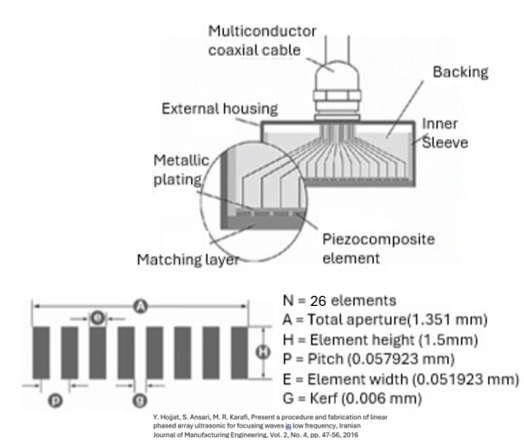 Multiconductor
coaxial cable
Backing
External housing
Inner
Sleeve
Metallic
plating
Piezocomposite
element
Matching layer
A
e
H
p
g
N = 26 elements
A = Total aperture(1.351 mm)
H = Element height (1.5mm)
P = Pitch (0.057923 mm)
E = Element width (0.051923 mm)
G = Kerf (0.006 mm)
Y. Hojjat, S. Ansari, M. R. Karafi, Present a procedure and fabrication of linear
phased array ultrasonic for focusing waves in low frequency, Iranian
Journal of Manufacturing Engineering, Vol. 2, No. 4, pp. 47-56, 2016